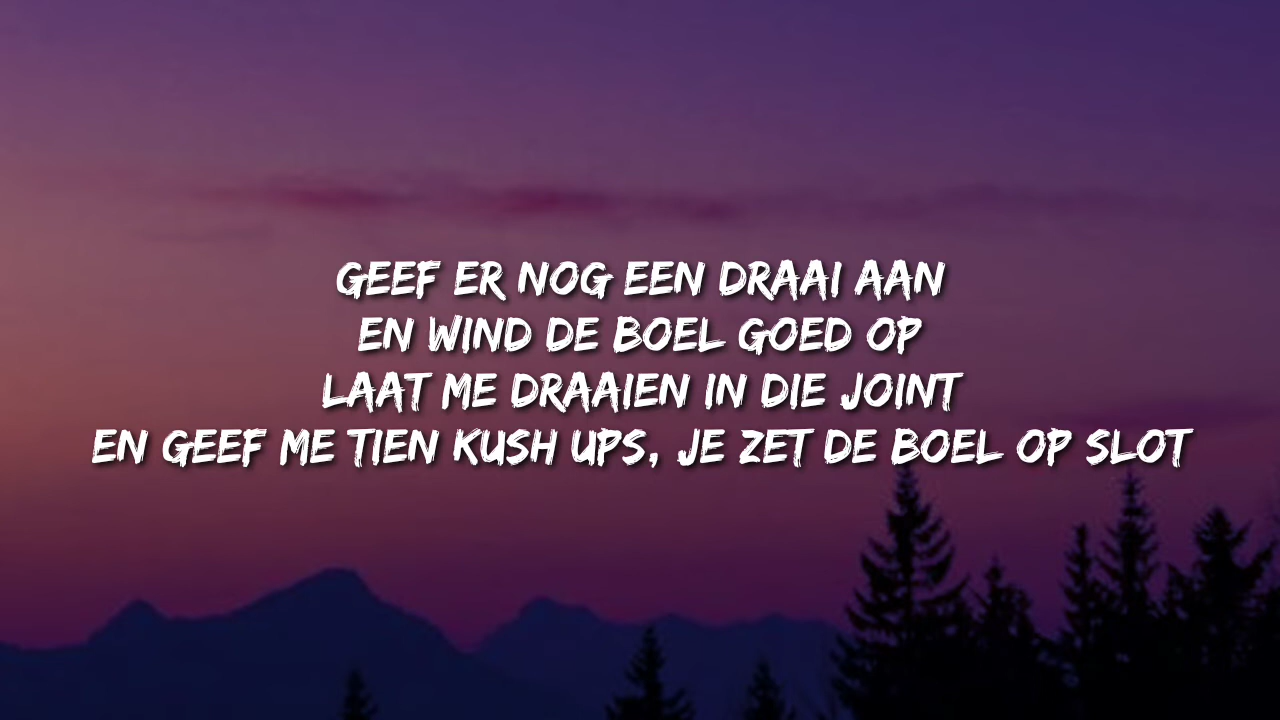 GEEF ER NOG EEN DRAAI AAN
EN WIND DE BOEL GOED OP
LAAT ME DRAAIEN IN DIE JOINT
EN GEEF ME TIEN KUSH UPS, JE ZET DE BOEL OP SLOT